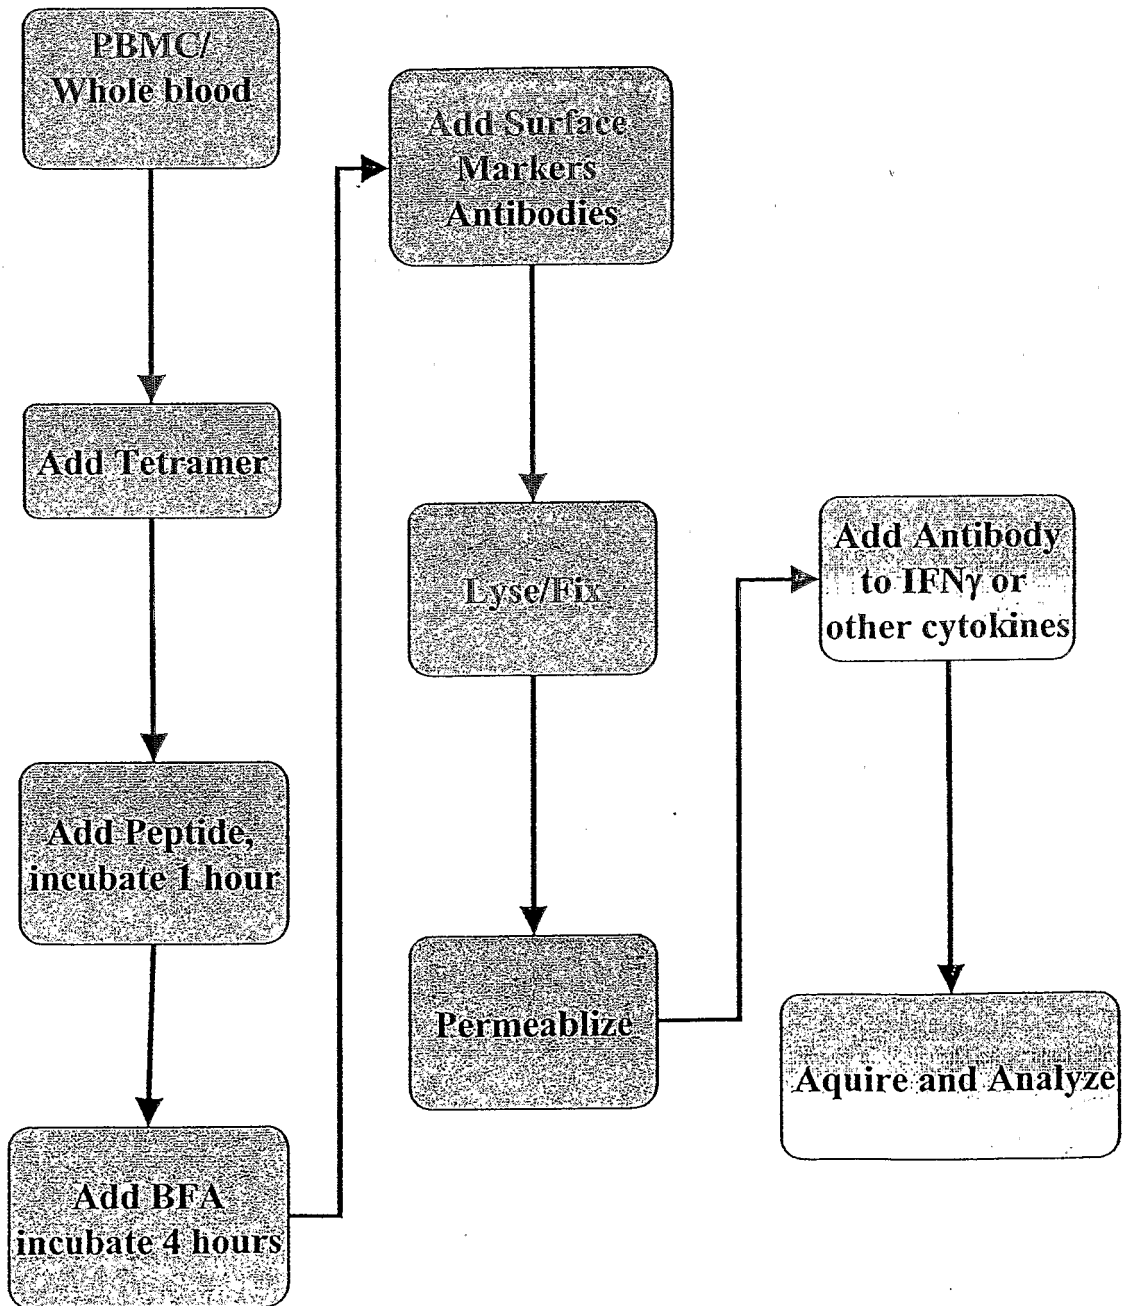 PBMC/
Whole blood
Add Tetramer
Add Peptide,
incubate 1 hour
Add BFA
incubate 4 hours
Add Surface
Markers
Antibodies
Lyse/Fix
Permeablize
Add Antibody
to IFNγ or
other cytokines
Aquire and Analyze